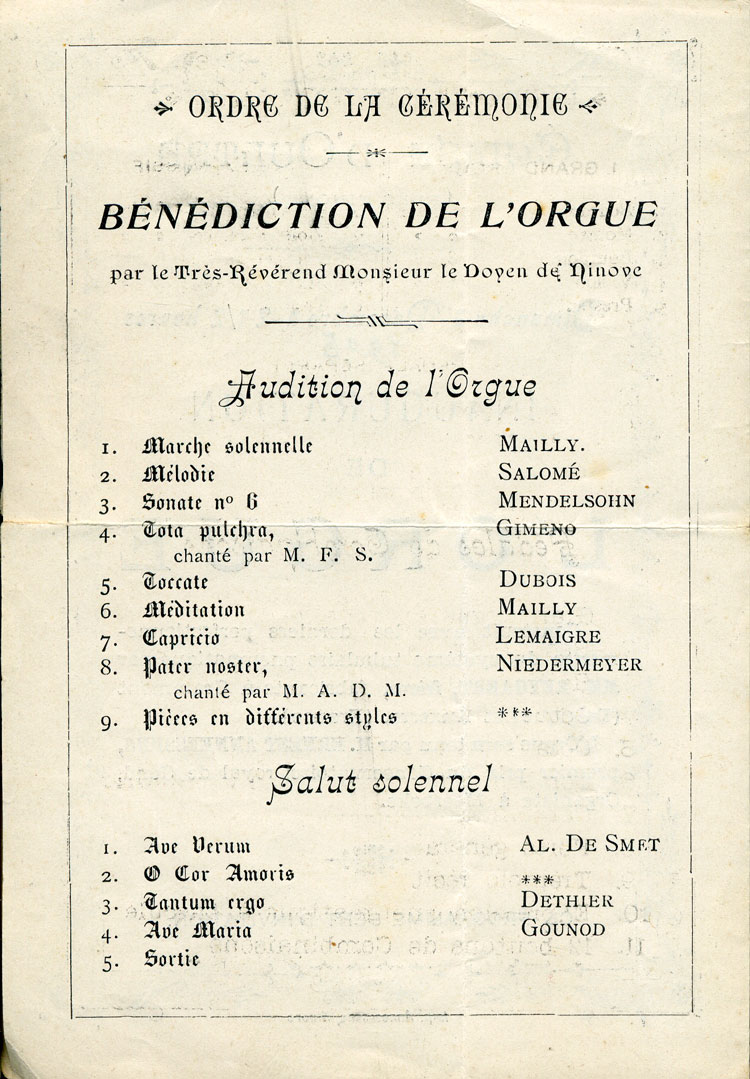 ORDRE DE LA CÉRÉMONIE
BÉNÉDICTION DE L'ORGUE
par le Très-Révérend Monsieur le Doyen de Ninove
Audition de l'Orgue
1. Marche solennelle MAILLY.
2. Mélodie SALOMÉ
3. Sonate nº 6 MENDELSOHN
4. Tota pulchra, GIMENO
chanté par M. F. S.
5. Toccate DUBOIS
6. Méditation MAILLY
7. Capricio LEMAIGRE
8. Pater noster, NIEDERMEYER
chanté par M. A. D. M.
9. Pièces en différents styles ***
Salut solennel
1. Ave Verum AL. DE SMET
2. O Cor Amoris ***
3. Tantum ergo DETHIER
4. Ave Maria GOUNOD
5. Sortie